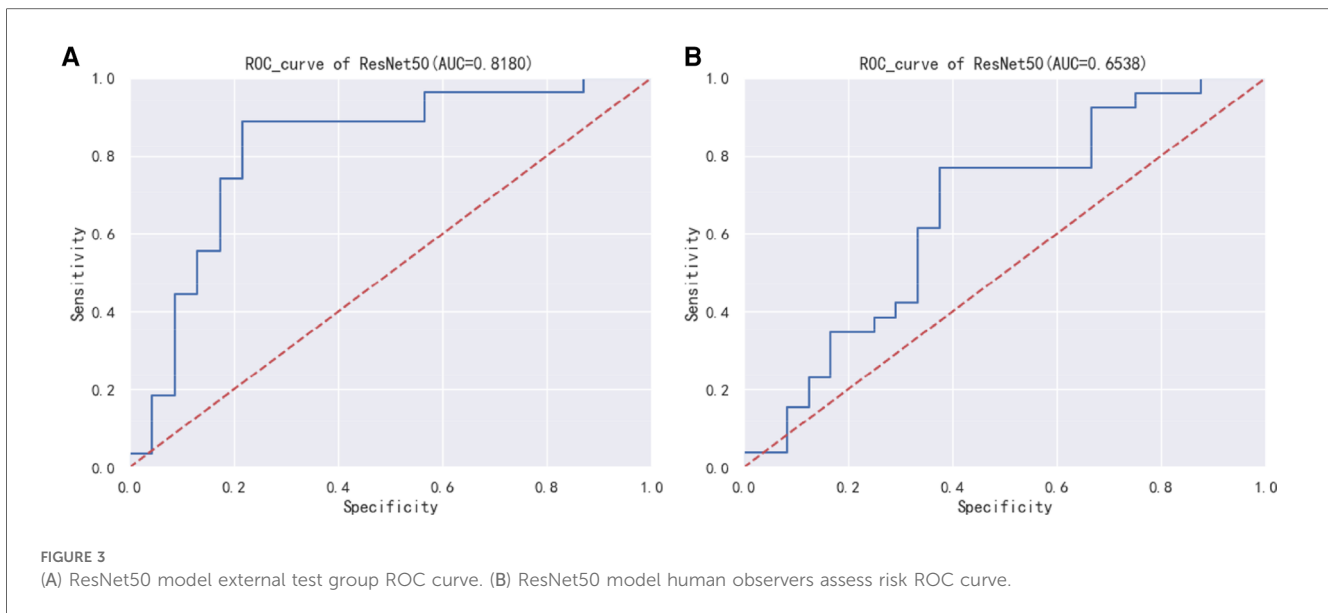 A
ROC_curve of ResNet50(AUC=0.8180)
1.0
0.8
0.6
0.4
0.2
0.0
Sensitivity
0.0 0.2 0.4 0.6 0.8 1.0
Specificity
B
ROC_curve of ResNet50(AUC=0.6538)
1.0
0.8
0.6
0.4
0.2
0.0
Sensitivity
0.0 0.2 0.4 0.6 0.8 1.0
Specificity
FIGURE 3
(A) ResNet50 model external test group ROC curve. (B) ResNet50 model human observers assess risk ROC curve.